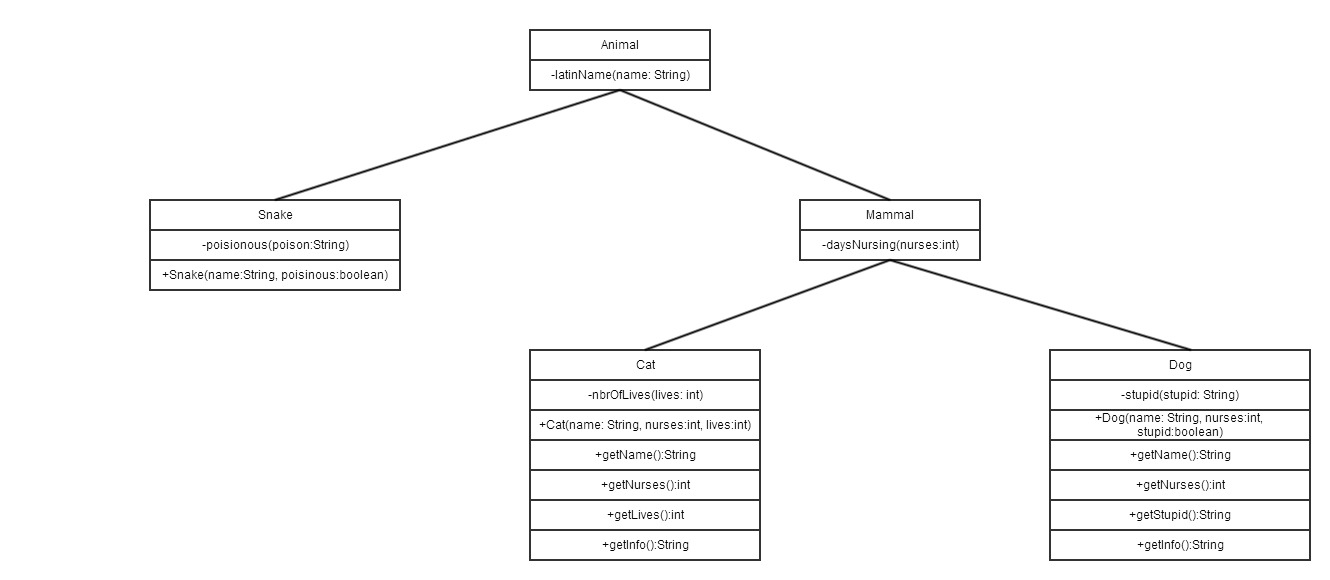 Animal
-latinName(name: String)
Snake
-poisionous(poison:String)
+Snake(name:String, poisinous:boolean)
Mammal
-daysNursing(nurses:int)
Cat
-nbrOfLives(lives: int)
+Cat(name: String, nurses:int, lives:int)
+getName():String
+getNurses():int
+getLives():int
+getInfo():String
Dog
-stupid(stupid: String)
+Dog(name: String, nurses:int,
stupid:boolean)
+getName():String
+getNurses():int
+getStupid():String
+getInfo():String